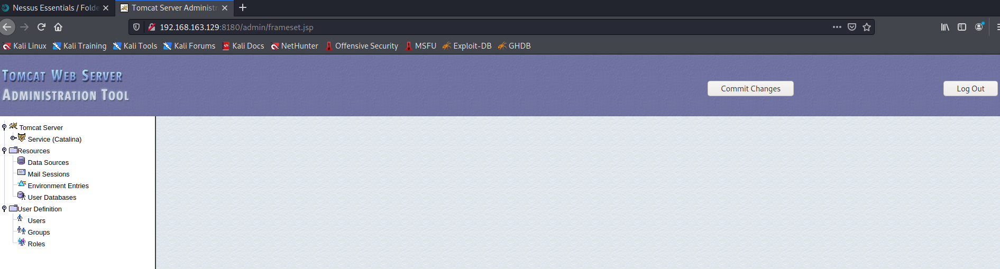 Nessus Essentials / Folde
Tomcat Server Administr
192.168.163.129:8180/admin/frameset.jsp
Kali Linux Kali Training Kali Tools Kali Forums Kali Docs NetHunter Offensive Security MSFU Exploit-DB GHDB
TOMCAT WEB SERVER
ADMINISTRATION TOOL
Commit Changes
Log Out
Tomcat Server
Service (Catalina)
Resources
Data Sources
Mail Sessions
Environment Entries
User Databases
User Definition
Users
Groups
Roles